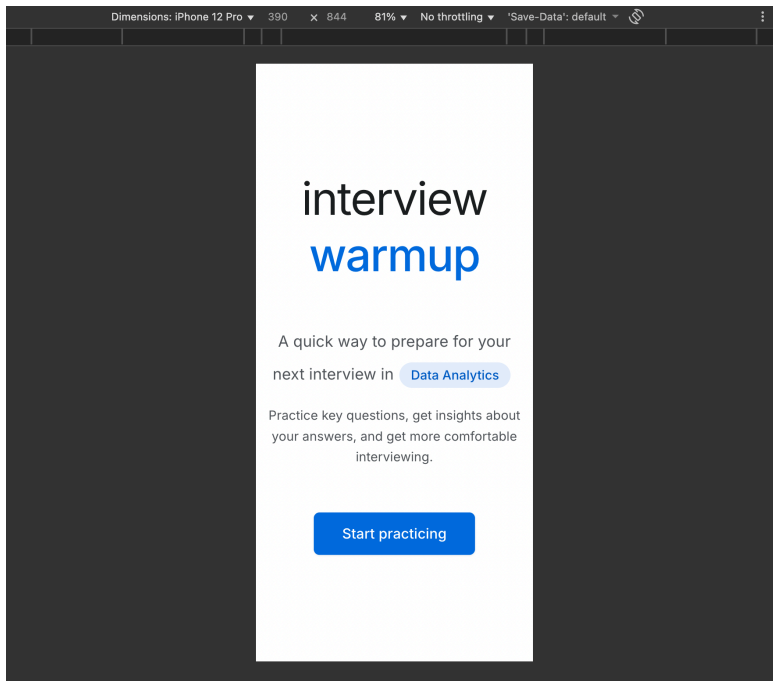 Dimensions: iPhone 12 Pro ▼ 390 × 844 81% ▼ No throttling ▼ 'Save-Data': default ▼
interview
warmup
A quick way to prepare for your
next interview in Data Analytics
Practice key questions, get insights about
your answers, and get more comfortable
interviewing.
Start practicing